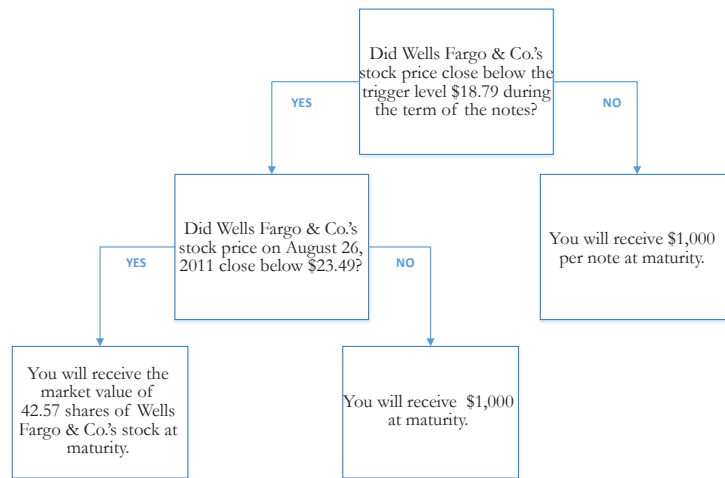 Did Wells Fargo & Co.'s
stock price close below the
trigger level $18.79 during
the term of the notes?
YES
NO
Did Wells Fargo & Co.'s
stock price on August 26,
2011 close below $23.49?
You will receive $1,000
per note at maturity.
YES
NO
You will receive the
market value of
42.57 shares of Wells
Fargo & Co.'s stock at
maturity.
You will receive $1,000
at maturity.